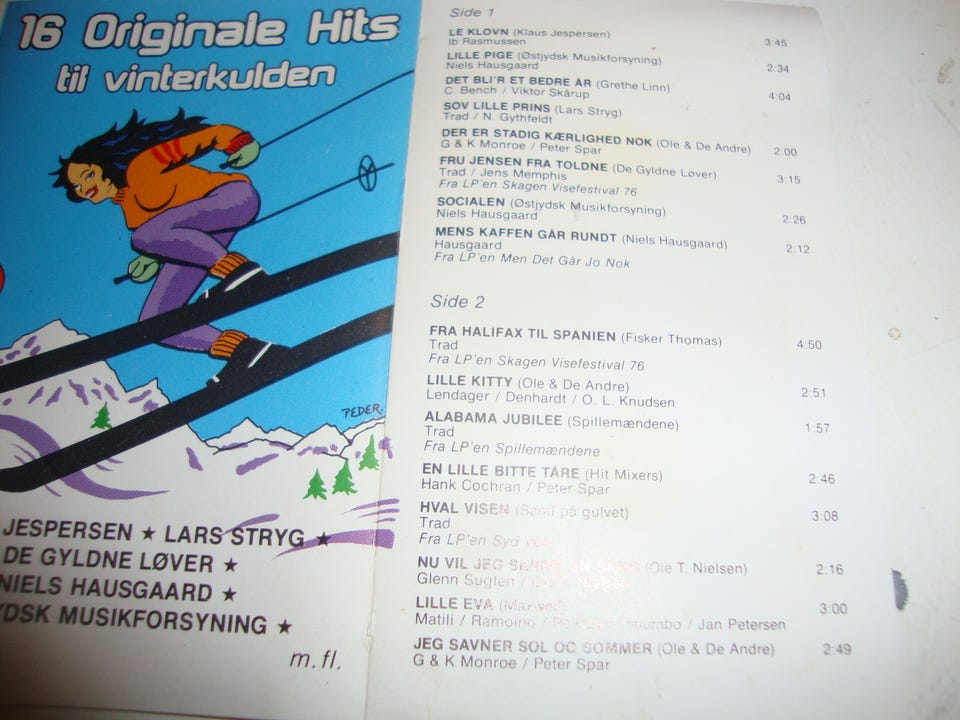 16 Originale Hits
til vinterkulden
PEDER.
JESPERSEN ★ LARS STRYG ★
DE GYLDNE LØVER ★
NIELS HAUSGAARD ★
YDSK MUSIKFORSYNING ★
m.fl.
Side 1
LE KLOVN (Klaus Jespersen)
Ib Rasmussen 3:45
LILLE PIGE (Østjydsk Musikforsyning)
Niels Hausgaard 2:34
DET BLI'R ET BEDRE ÅR (Grethe Linn)
C. Bench / Viktor Skårup 4:04
SOV LILLE PRINS (Lars Stryg)
Trad / N. Gythfeldt
DER ER STADIG KÆRLIGHED NOK (Ole & De Andre)
G & K Monroe / Peter Spar 2:00
FRU JENSEN FRA TOLDNE (De Gyldne Løver)
Trad / Jens Memphis 3:15
Fra LP'en Skagen Visefestival 76
SOCIALEN (Østjydsk Musikforsyning)
Niels Hausgaard 2:26
MENS KAFFEN GÅR RUNDT (Niels Hausgaard)
Hausgaard 2:12
Fra LP'en Men Det Går Jo Nok
Side 2
FRA HALIFAX TIL SPANIEN (Fisker Thomas)
Trad 4:50
Fra LP'en Skagen Visefestival 76
LILLE KITTY (Ole & De Andre)
Lendager / Denhardt / O. L. Knudsen 2:51
ALABAMA JUBILEE (Spillemændene)
Trad 1:57
Fra LP'en Spillemændene
EN LILLE BITTE TÅRE (Hit Mixers)
Hank Cochran / Peter Spar 2:46
HVAL VISEN (Sand på gulvet)
Trad 3:08
Fra LP'en Syd
NU VIL JEG SANG (Ole T. Nielsen)
Glenn Sugten / 2:16
LILLE EVA
Matili / Ramoino / / Jan Petersen 3:00
JEG SAVNER SOL OG SOMMER (Ole & De Andre)
G & K Monroe / Peter Spar 2:49